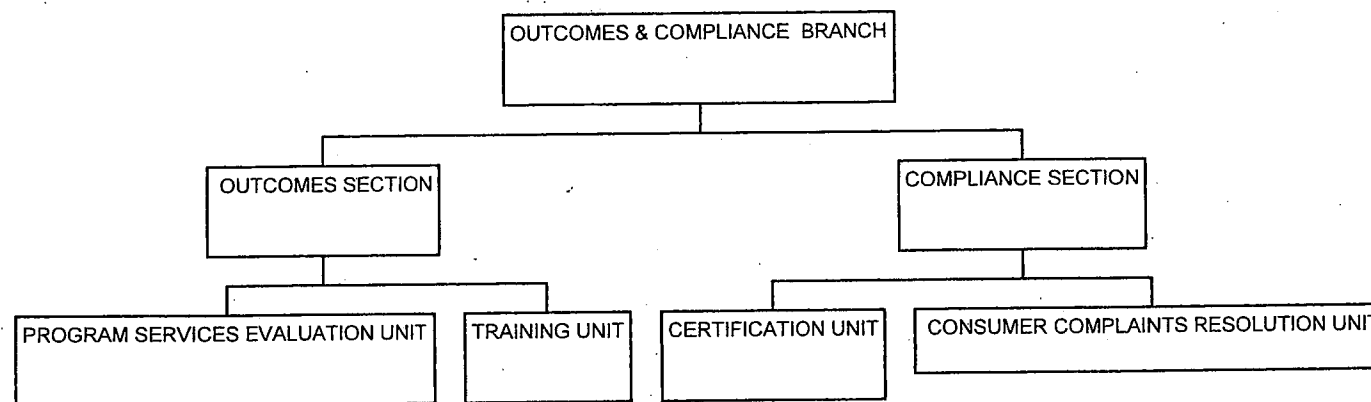 OUTCOMES & COMPLIANCE BRANCH
OUTCOMES SECTION
COMPLIANCE SECTION
PROGRAM SERVICES EVALUATION UNIT
TRAINING UNIT
CERTIFICATION UNIT
CONSUMER COMPLAINTS RESOLUTION UNIT